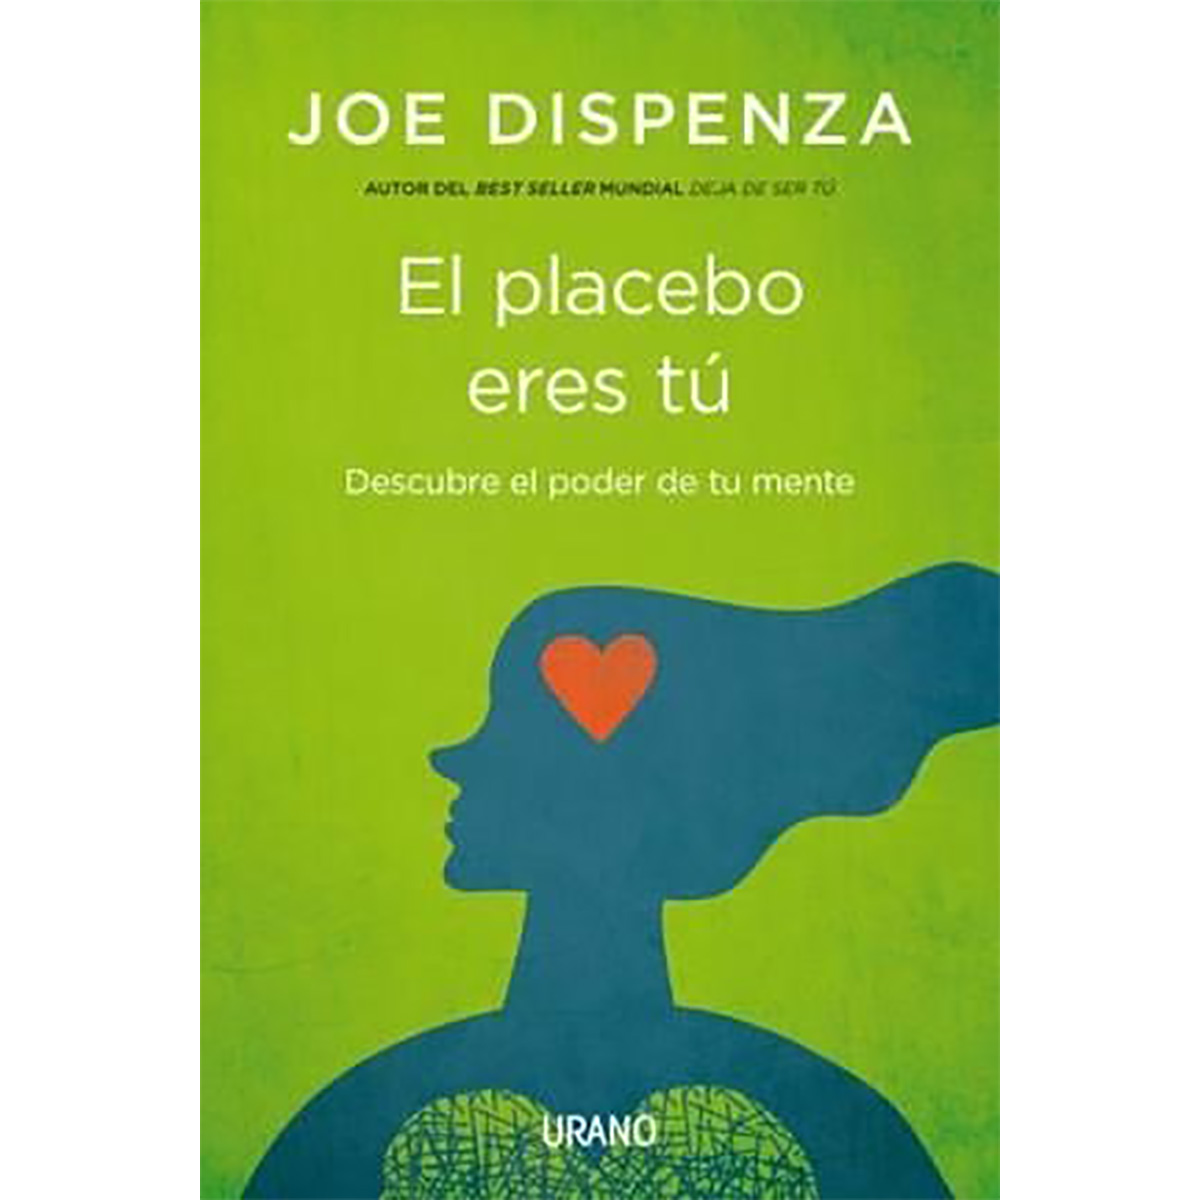 JOE DISPENZA
AUTOR DEL BEST SELLER MUNDIAL DEJA DE SER TÚ
El placebo
eres tú
Descubre el poder de tu mente
URANO